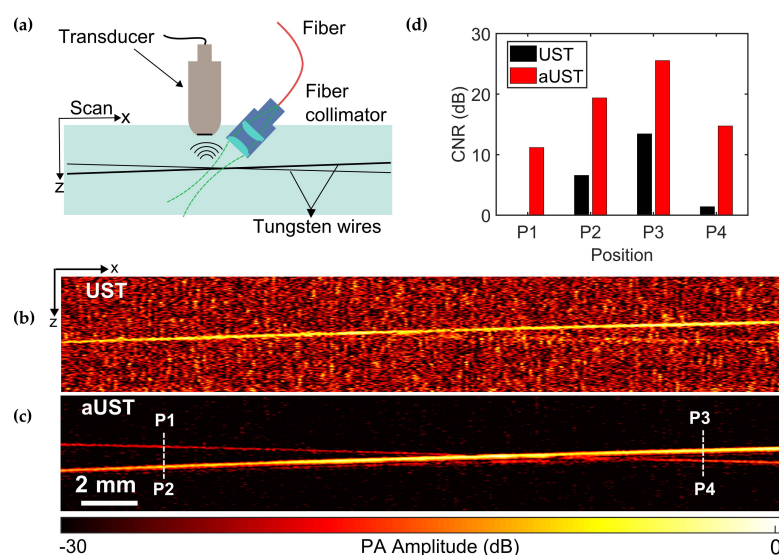 (a)
Transducer
Fiber
Fiber
collimator
Scan
x
z
Tungsten wires
(d)
CNR (dB)
30
20
10
0
UST
aUST
P1 P2 P3 P4
Position
x
z
(b)
UST
(c)
aUST
P1
P2
P3
P4
2 mm
-30 PA Amplitude (dB) 0